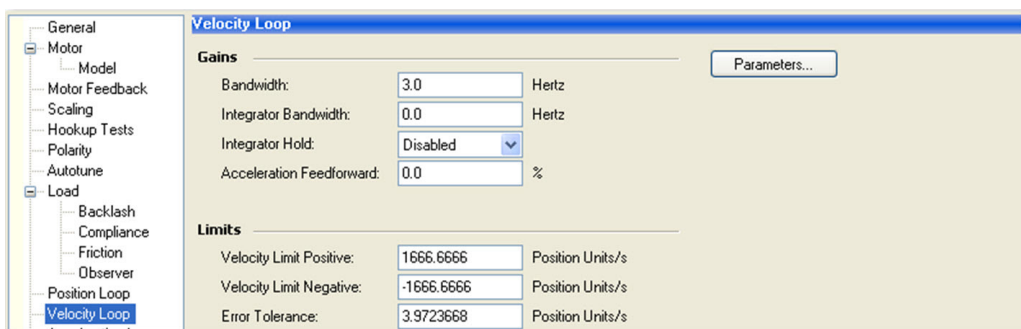 General
Motor
Model
Motor Feedback
Scaling
Hookup Tests
Polarity
Autotune
Load
Backlash
Compliance
Friction
Observer
Position Loop
Velocity Loop
Velocity Loop
Gains
Parameters...
Bandwidth: 3.0 Hertz
Integrator Bandwidth: 0.0 Hertz
Integrator Hold: Disabled
Acceleration Feedforward: 0.0 %
Limits
Velocity Limit Positive: 1666.6666 Position Units/s
Velocity Limit Negative: -1666.6666 Position Units/s
Error Tolerance: 3.9723668 Position Units/s